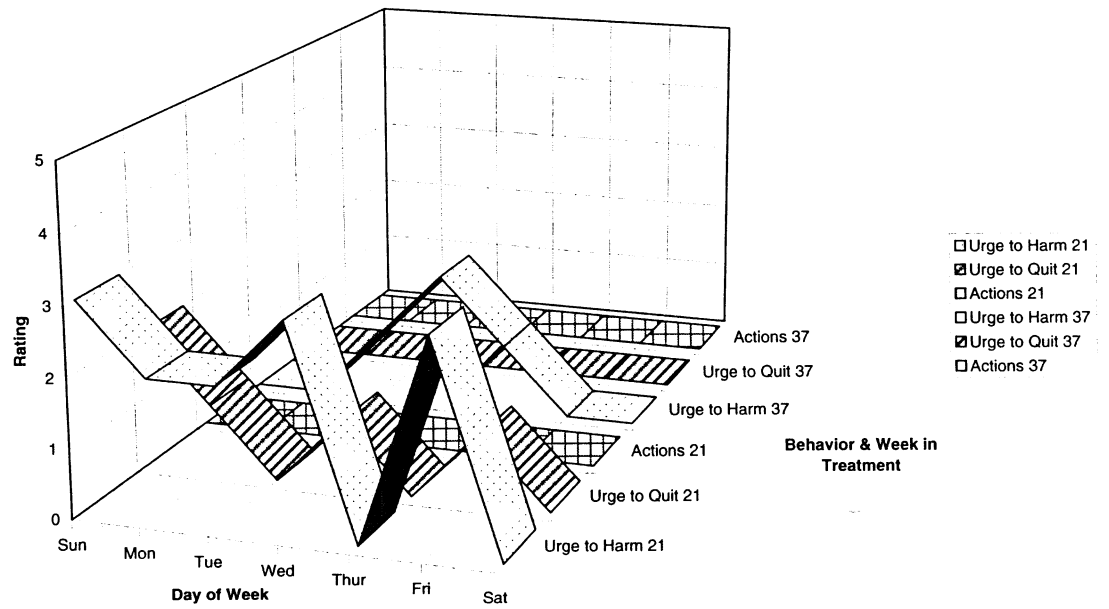 5
4
3
2
1
0
Rating
Sun
Mon
Tue
Wed
Thur
Fri
Sat
Day of Week
Actions 37
Urge to Quit 37
Urge to Harm 37
Actions 21
Urge to Quit 21
Urge to Harm 21
Behavior & Week in
Treatment
Urge to Harm 21
Urge to Quit 21
Actions 21
Urge to Harm 37
Urge to Quit 37
Actions 37